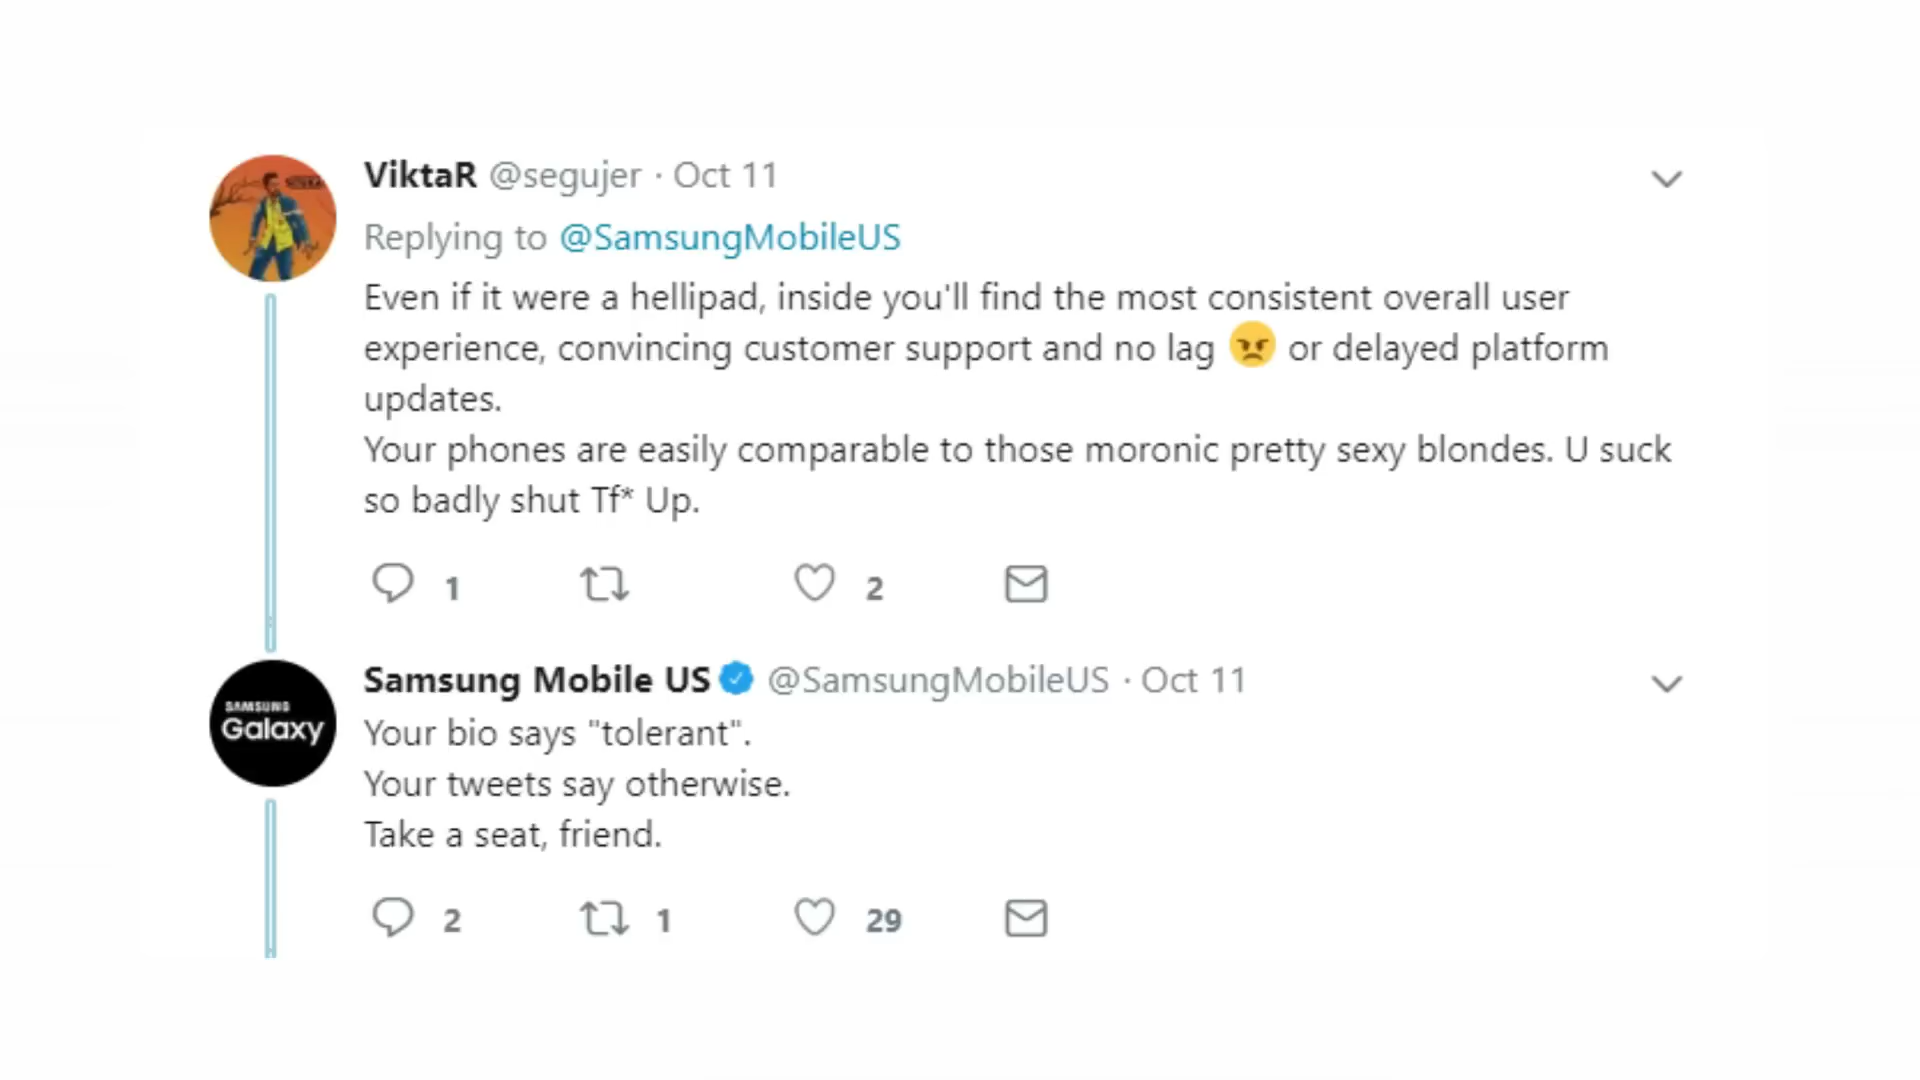 ViktaR @segujer · Oct 11
Replying to @SamsungMobileUS
Even if it were a hellipad, inside you'll find the most consistent overall user
experience, convincing customer support and no lag 😠 or delayed platform
updates.
Your phones are easily comparable to those moronic pretty sexy blondes. U suck
so badly shut Tf* Up.
1 2
Samsung Mobile US @SamsungMobileUS · Oct 11
SAMSUNG
Galaxy
Your bio says "tolerant".
Your tweets say otherwise.
Take a seat, friend.
2 1 29